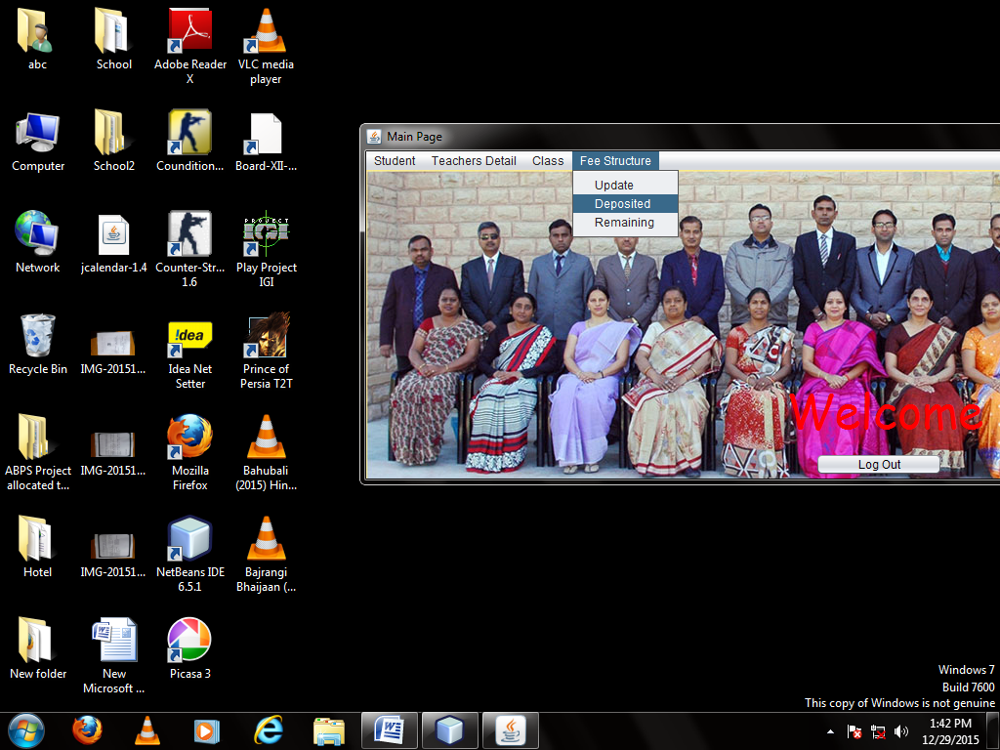 abc
School
Adobe Reader
X
VLC media
player
Computer
School2
Coundition...
Board-XII-...
Network
jcalendar-1.4
Counter-Str...
1.6
PROJECT
IGI
Play Project
IGI
Recycle Bin
IMG-20151...
!dea
Idea Net
Setter
Prince of
Persia T2T
ABPS Project
allocated t...
IMG-20151...
Mozilla
Firefox
Bahubali
(2015) Hin...
Hotel
IMG-20151...
NetBeans IDE
6.5.1
Bajrangi
Bhaijaan (...
New folder
New
Microsoft ...
Picasa 3
Main Page
Student Teachers Detail Class Fee Structure
Update
Deposited
Remaining
Welcome
Log Out
Windows 7
Build 7600
This copy of Windows is not genuine
1:42 PM
12/29/2015